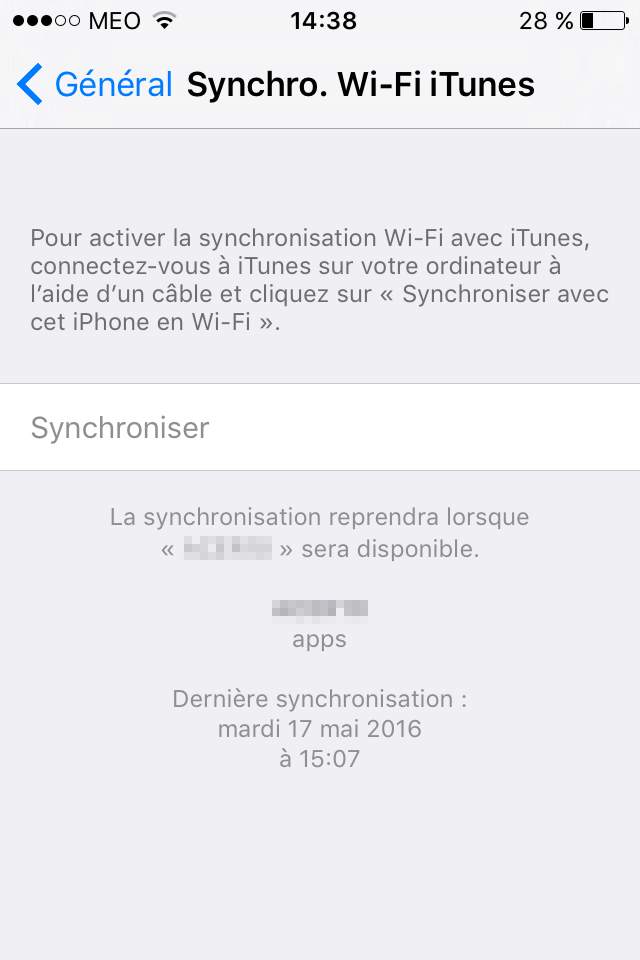 MEO 14:38 28 %
Général Synchro. Wi-Fi iTunes
Pour activer la synchronisation Wi-Fi avec iTunes,
connectez-vous à iTunes sur votre ordinateur à
l’aide d’un câble et cliquez sur « Synchroniser avec
cet iPhone en Wi-Fi ».
Synchroniser
La synchronisation reprendra lorsque
« » sera disponible.
apps
Dernière synchronisation :
mardi 17 mai 2016
à 15:07